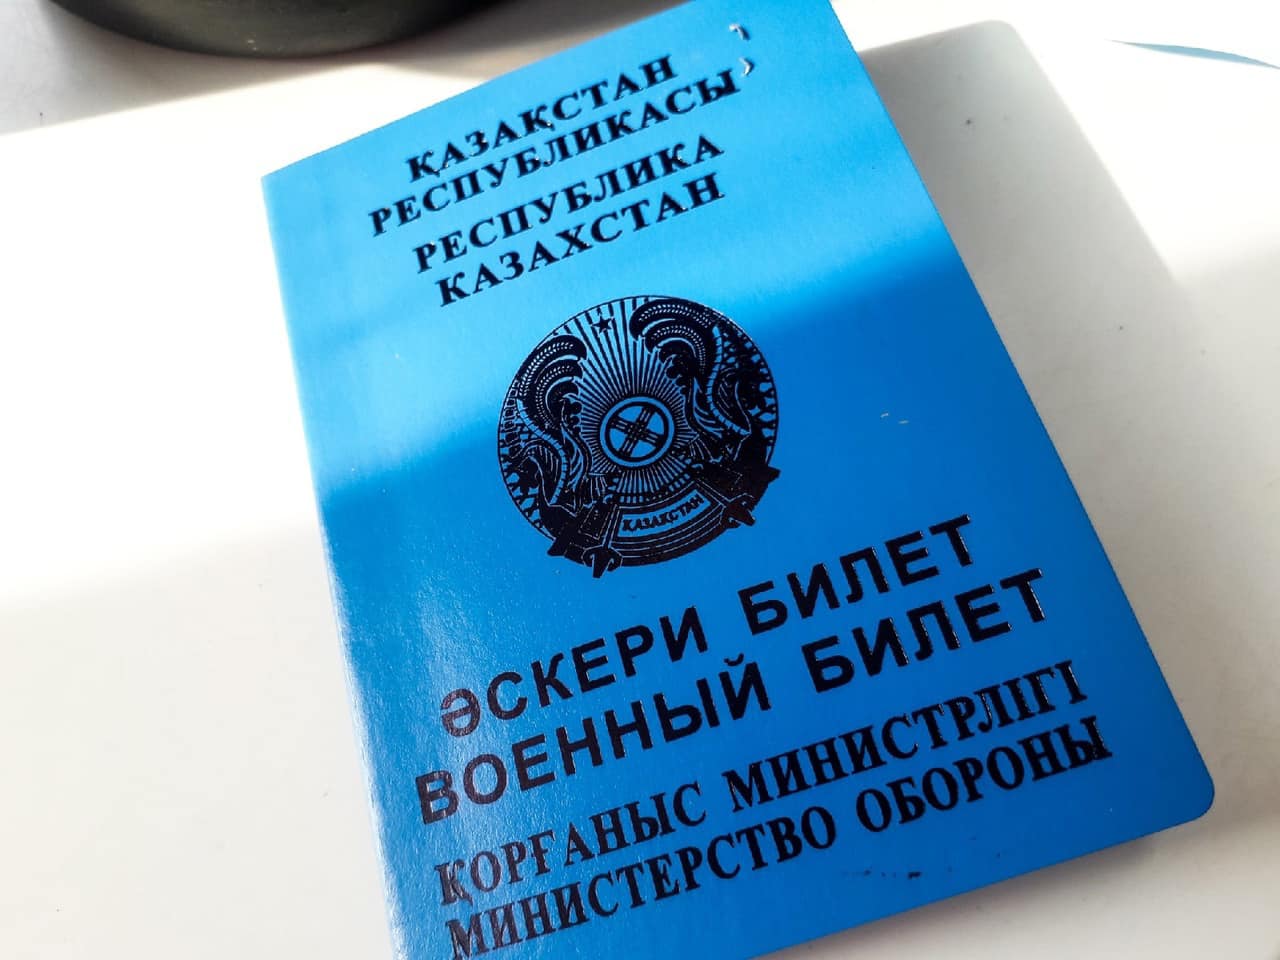 ҚАЗАҚСТАН
РЕСПУБЛИКАСЫ
РЕСПУБЛИКА
КАЗАХСТАН
ҚАЗАҚСТАН
ӘСКЕРИ БИЛЕТ
ВОЕННЫЙ БИЛЕТ
ҚОРҒАНЫС МИНИСТРЛІГІ
МИНИСТЕРСТВО ОБОРОНЫ